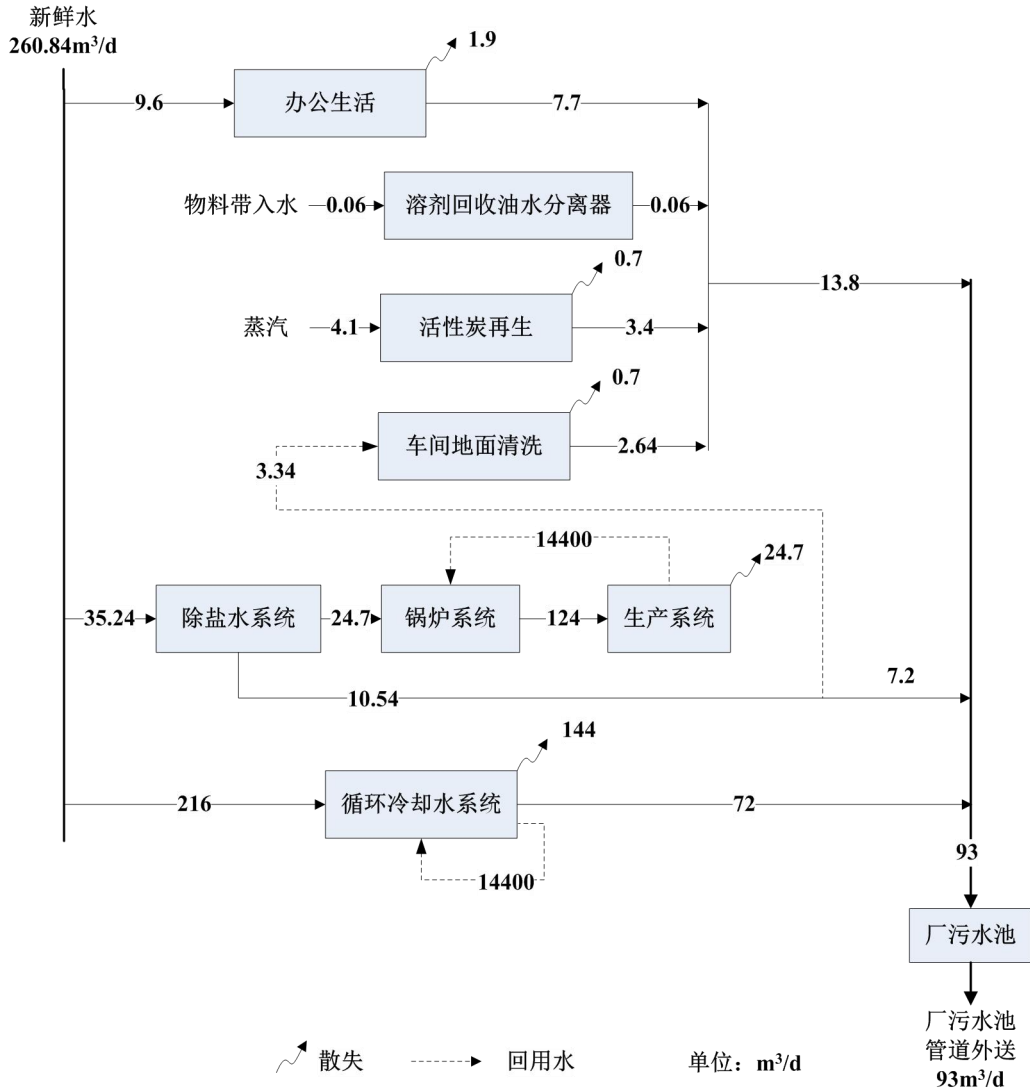 新鲜水
260.84m³/d
1.9
9.6
办公生活
7.7
物料带入水
0.06
溶剂回收油水分离器
0.06
0.7
13.8
蒸汽
4.1
活性炭再生
3.4
0.7
车间地面清洗
2.64
3.34
14400
24.7
35.24
除盐水系统
24.7
锅炉系统
124
生产系统
7.2
10.54
144
216
循环冷却水系统
72
93
14400
厂污水池
厂污水池
管道外送
93m³/d
散失
回用水
单位：m³/d